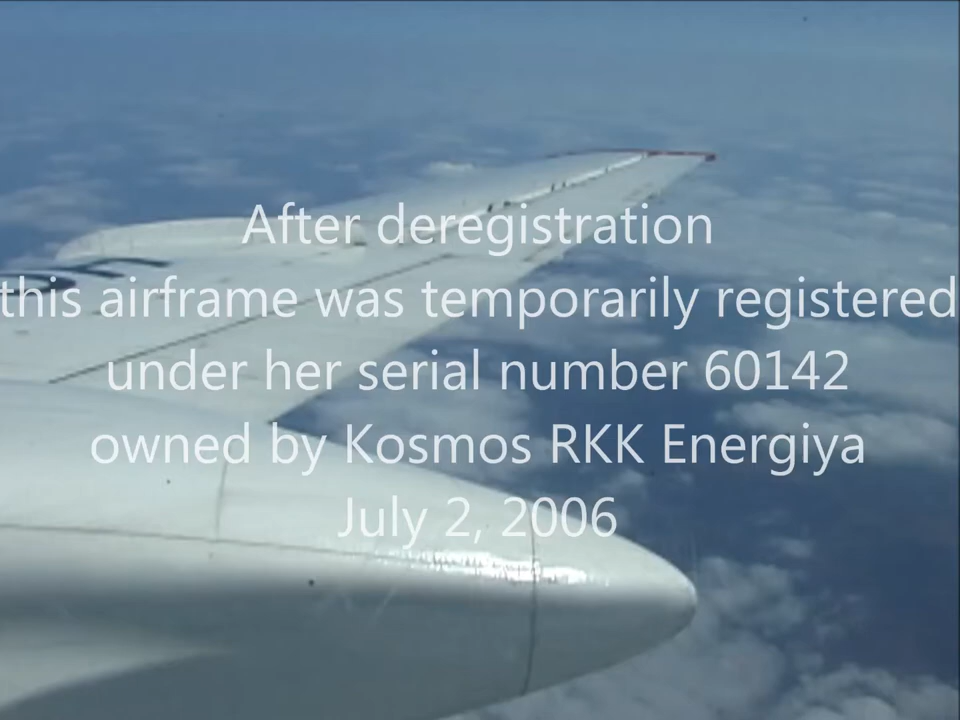 After deregistration
this airframe was temporarily registered
under her serial number 60142
owned by Kosmos RKK Energiya
July 2, 2006